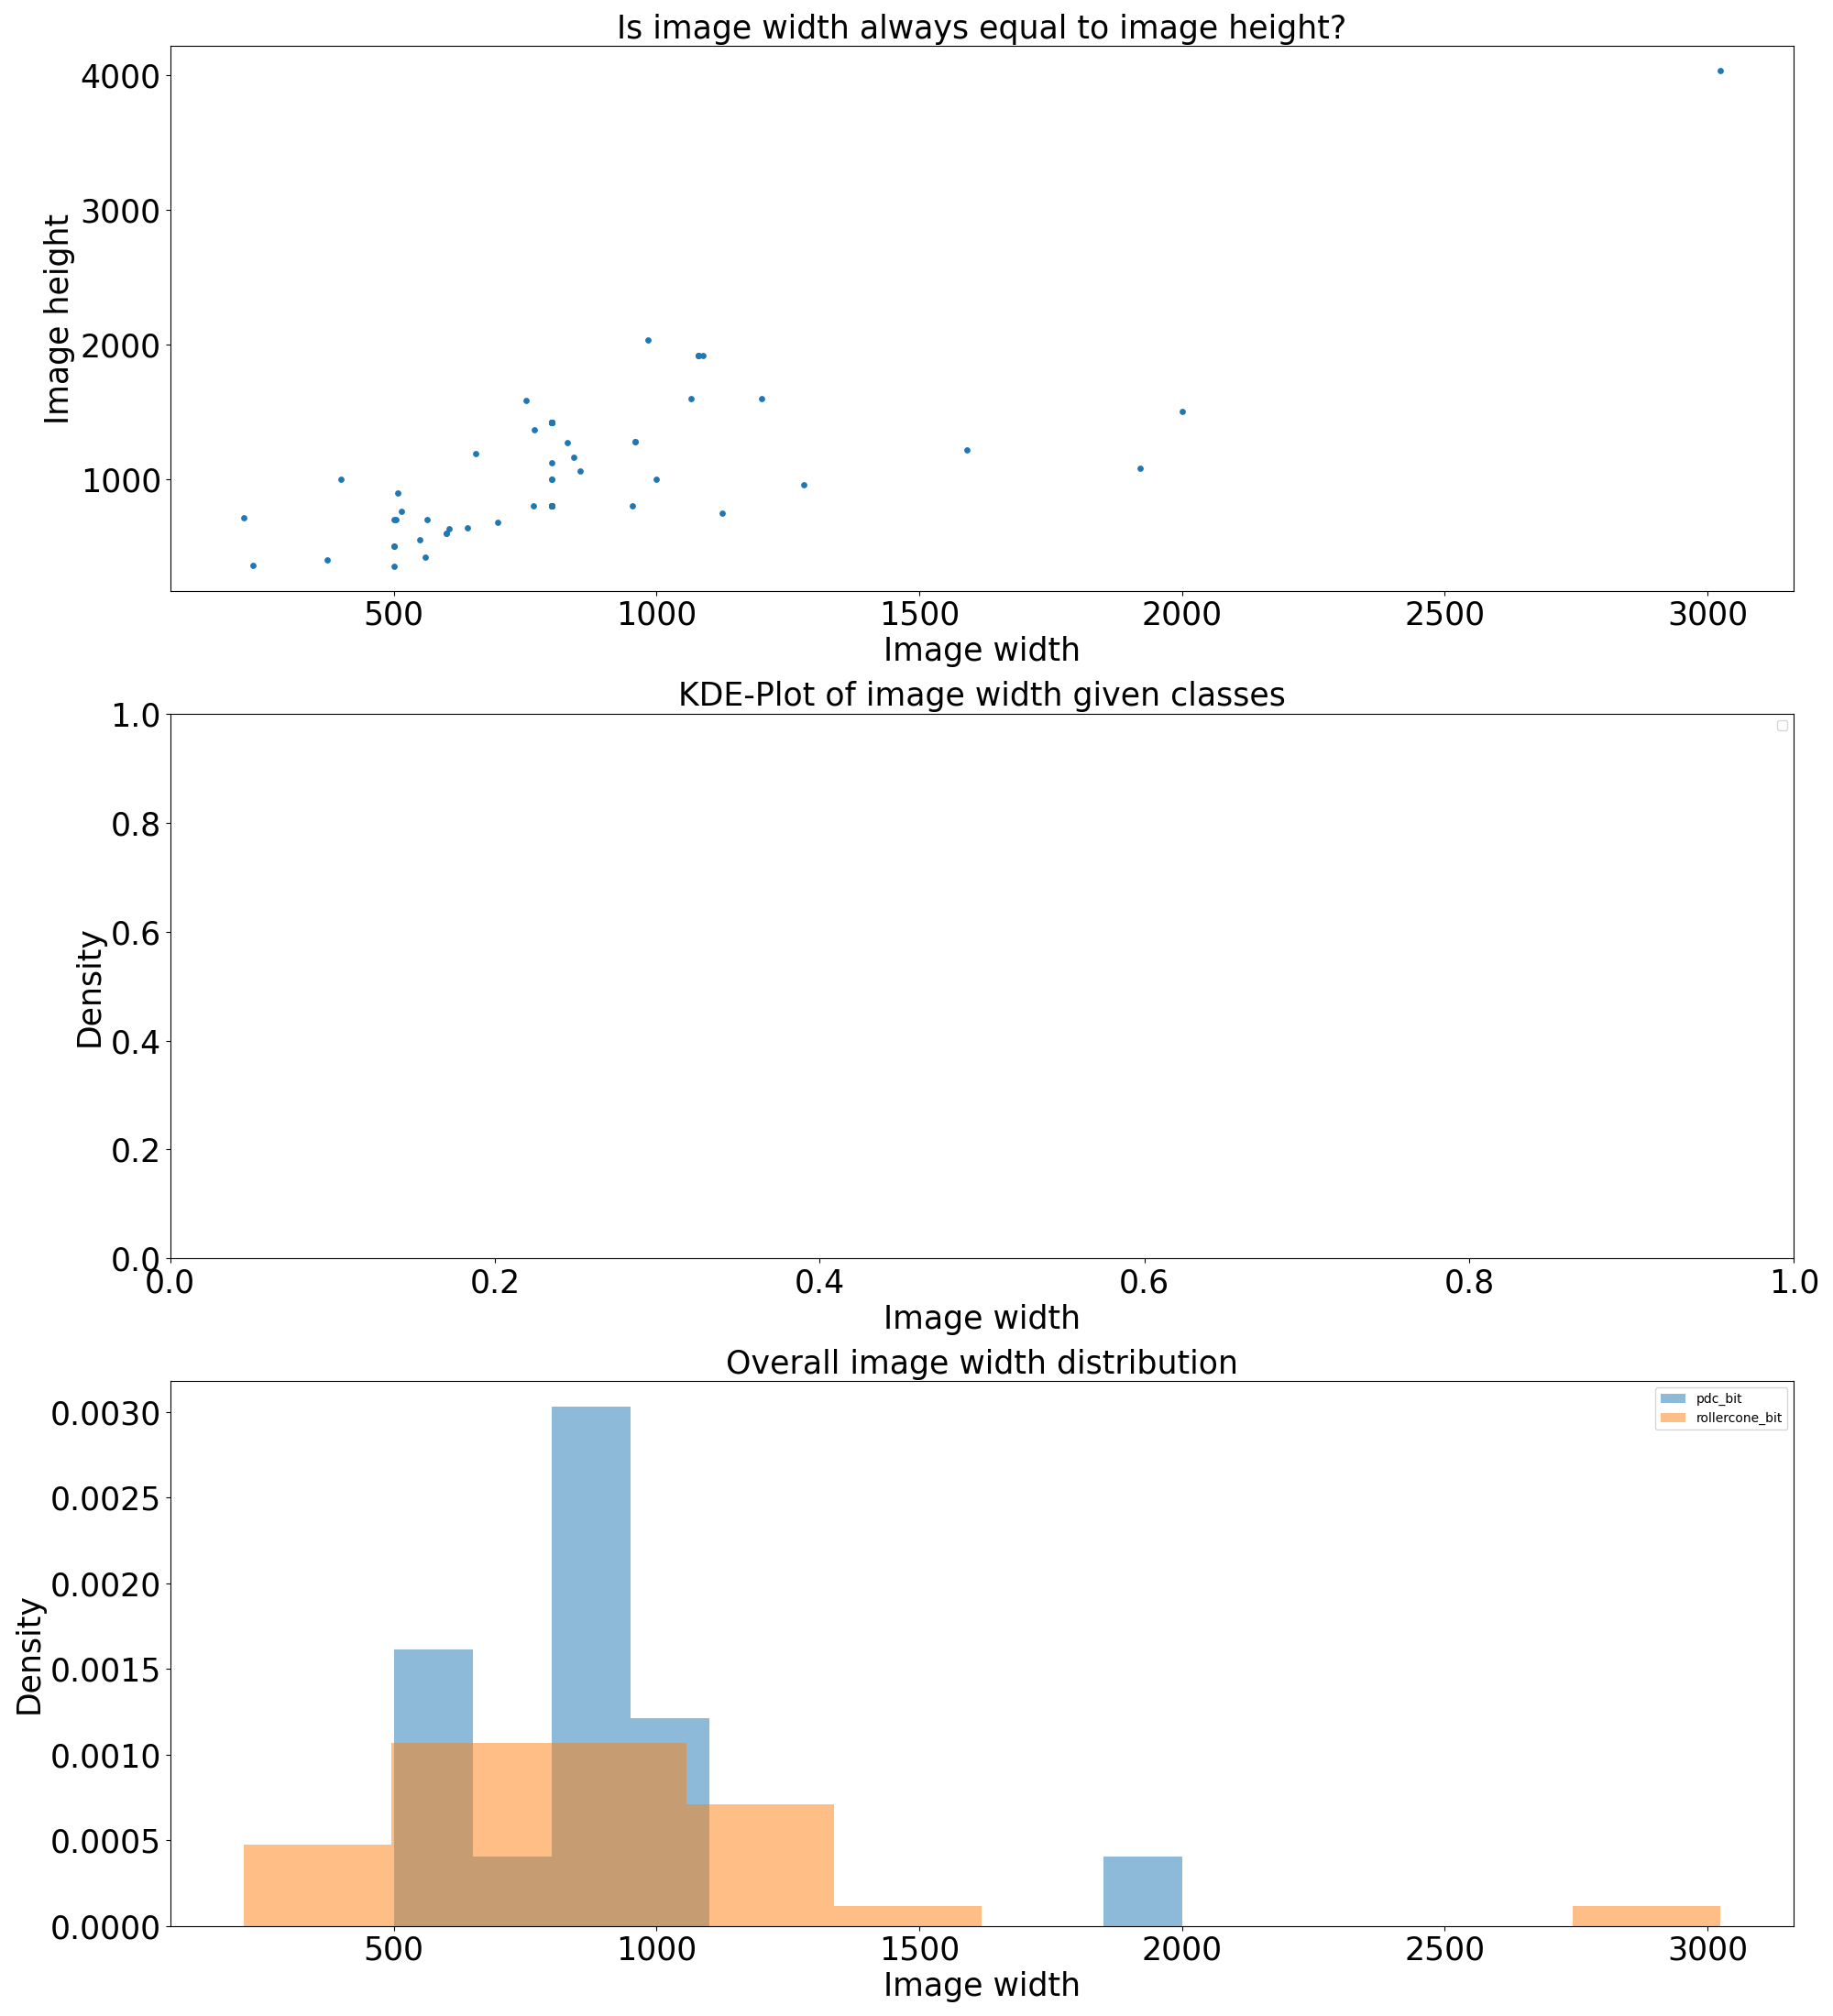 Is image width always equal to image height?
4000
3000
2000
1000
Image height
500 1000 1500 2000 2500 3000
Image width
KDE-Plot of image width given classes
1.0
0.8
0.6
0.4
0.2
0.0
Density
0.0 0.2 0.4 0.6 0.8 1.0
Image width
Overall image width distribution
pdc_bit
rollercone_bit
0.0030
0.0025
0.0020
0.0015
0.0010
0.0005
0.0000
Density
500 1000 1500 2000 2500 3000
Image width